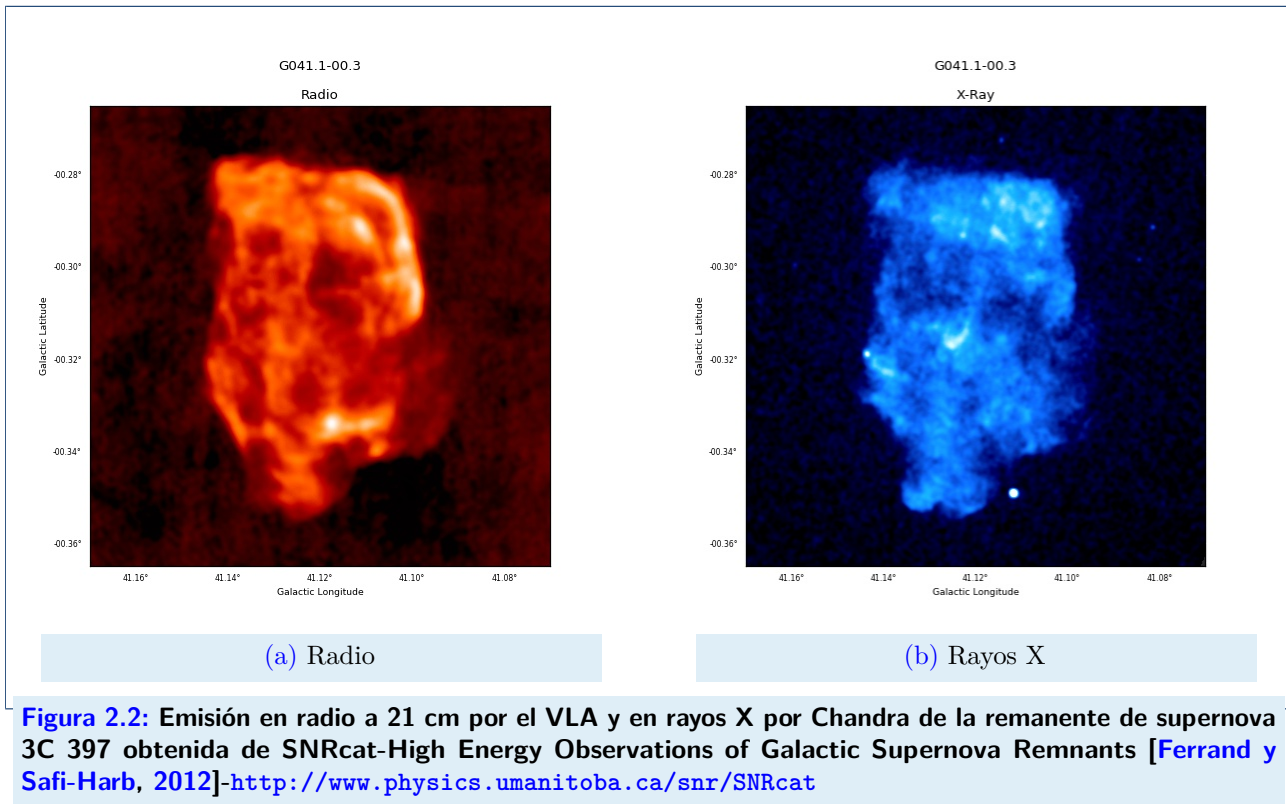 G041.1-00.3
Radio
-00.28°
-00.30°
-00.32°
-00.34°
-00.36°
Galactic Latitude
41.16°
41.14°
41.12°
41.10°
41.08°
Galactic Longitude
(a) Radio
G041.1-00.3
X-Ray
-00.28°
-00.30°
-00.32°
-00.34°
-00.36°
Galactic Latitude
41.16°
41.14°
41.12°
41.10°
41.08°
Galactic Longitude
(b) Rayos X
Figura 2.2: Emisión en radio a 21 cm por el VLA y en rayos X por Chandra de la remanente de supernova
3C 397 obtenida de SNRcat-High Energy Observations of Galactic Supernova Remnants [Ferrand y
Safi-Harb, 2012]-http://www.physics.umanitoba.ca/snr/SNRcat